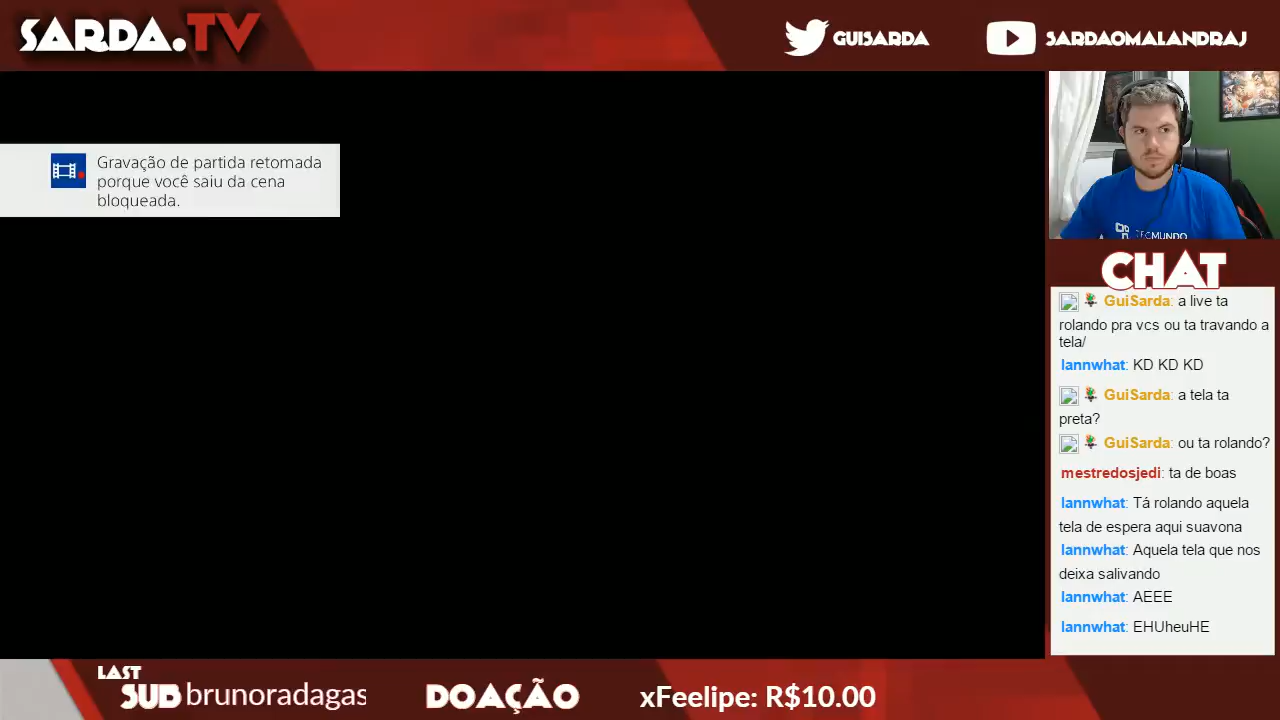 SARDA.TV
GUISARDA
SARDAOMALANDRAJ
Gravação de partida retomada
porque você saiu da cena
bloqueada.
TECMUNDO
CHAT
GuiSarda: a live ta
rolando pra vcs ou ta travando a
tela/
lannwhat: KD KD KD
GuiSarda: a tela ta
preta?
GuiSarda: ou ta rolando?
mestredosjedi: ta de boas
lannwhat: Tá rolando aquela
tela de espera aqui suavona
lannwhat: Aquela tela que nos
deixa salivando
lannwhat: AEEE
lannwhat: EHUheuHE
LAST
SUB brunoradagas
DOAÇÃO
xFeelipe: R$10.00